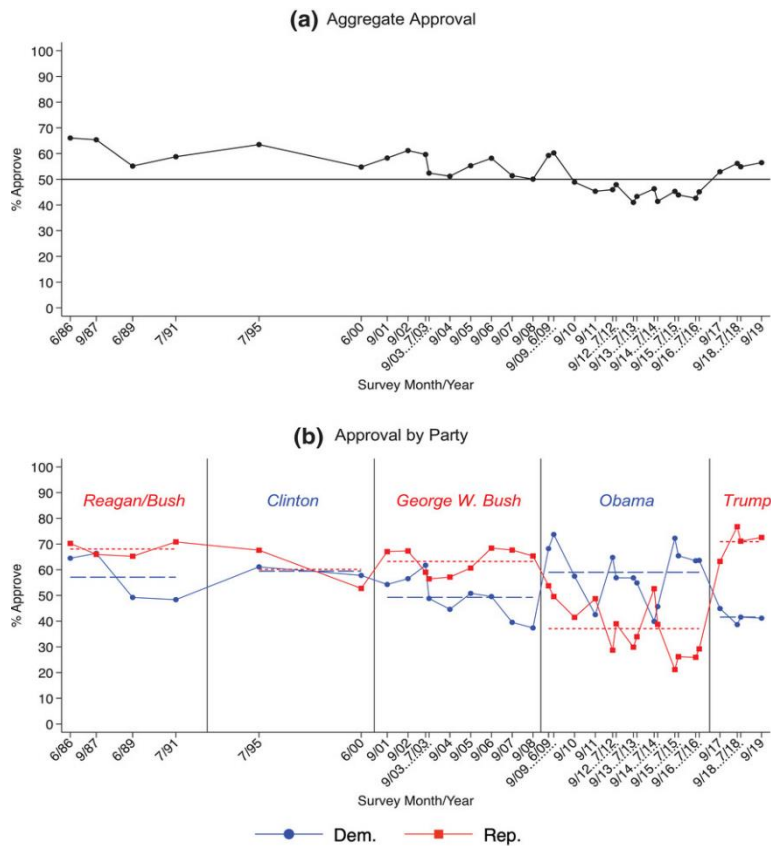 (a) Aggregate Approval
100
90
80
70
60
50
40
30
20
10
0
% Approve
6/86 9/87 6/89 7/91 7/95 6/00 9/01 9/02 9/03...7/03 9/04 9/05 9/06 9/07 9/08 9/09........6/09 9/10 9/11 9/12...7/12 9/13...7/13 9/14...7/14 9/15...7/15 9/16...7/16 9/17 9/18...7/18 9/19
Survey Month/Year
(b) Approval by Party
100
90
80
70
60
50
40
30
20
10
0
% Approve
Reagan/Bush Clinton George W. Bush Obama Trump
6/86 9/87 6/89 7/91 7/95 6/00 9/01 9/02 9/03...7/03 9/04 9/05 9/06 9/07 9/08 9/09........6/09 9/10 9/11 9/12...7/12 9/13...7/13 9/14...7/14 9/15...7/15 9/16...7/16 9/17 9/18...7/18 9/19
Survey Month/Year
Dem. Rep.